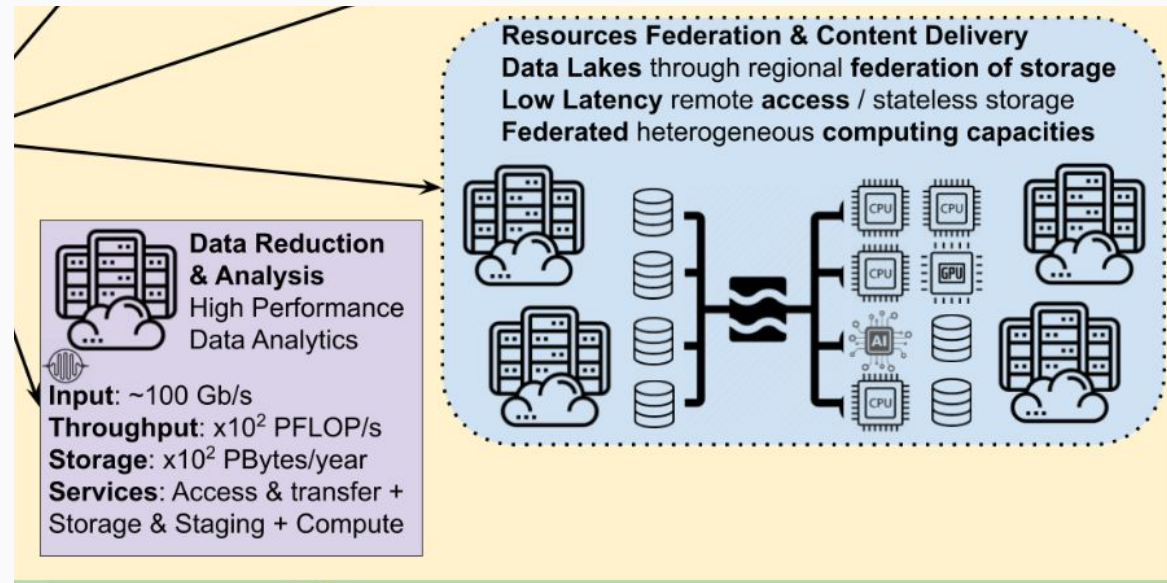 Resources Federation & Content Delivery
Data Lakes through regional federation of storage
Low Latency remote access / stateless storage
Federated heterogeneous computing capacities
CPU
CPU
CPU
GPU
AI
CPU
Data Reduction
& Analysis
High Performance
Data Analytics
Input: ~100 Gb/s
Throughput: x10² PFLOP/s
Storage: x10² PBytes/year
Services: Access & transfer +
Storage & Staging + Compute